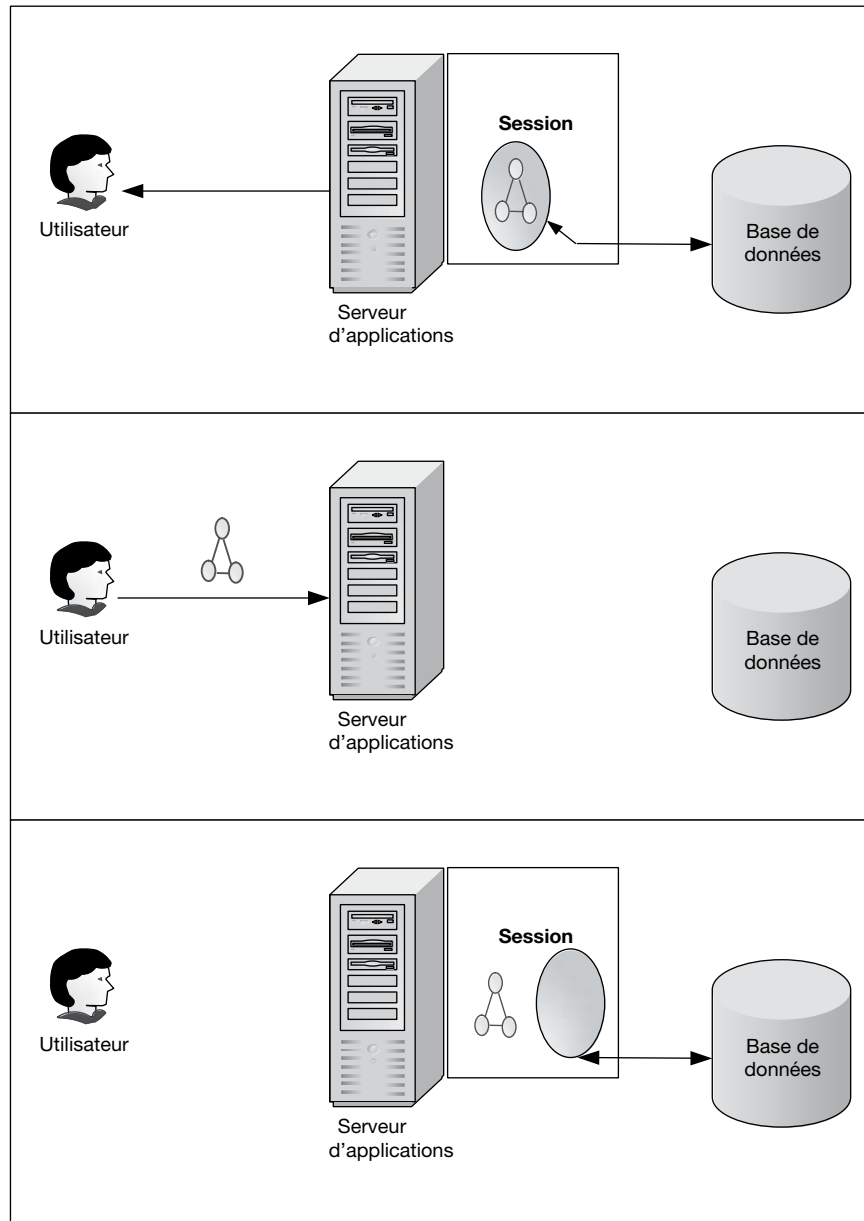 Session
Utilisateur
Base de
données
Serveur
d'applications
Utilisateur
Base de
données
Serveur
d'applications
Session
Utilisateur
Base de
données
Serveur
d'applications